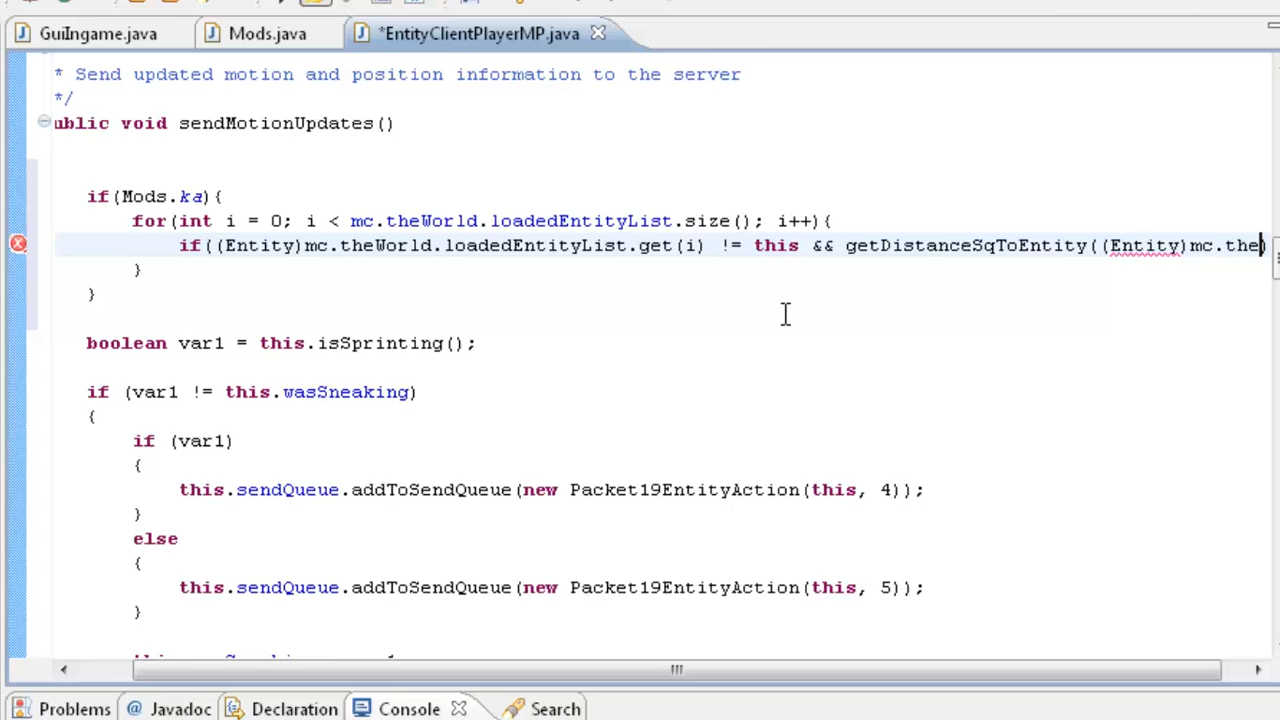 GuiIngame.java Mods.java *EntityClientPlayerMP.java
* Send updated motion and position information to the server
*/
ublic void sendMotionUpdates()
if(Mods.ka){
for(int i = 0; i < mc.theWorld.loadedEntityList.size(); i++){
if((Entity)mc.theWorld.loadedEntityList.get(i) != this && getDistanceSqToEntity((Entity)mc.the)
}
}
boolean var1 = this.isSprinting();
if (var1 != this.wasSneaking)
{
if (var1)
{
this.sendQueue.addToSendQueue(new Packet19EntityAction(this, 4));
}
else
{
this.sendQueue.addToSendQueue(new Packet19EntityAction(this, 5));
}
Problems Javadoc Declaration Console Search